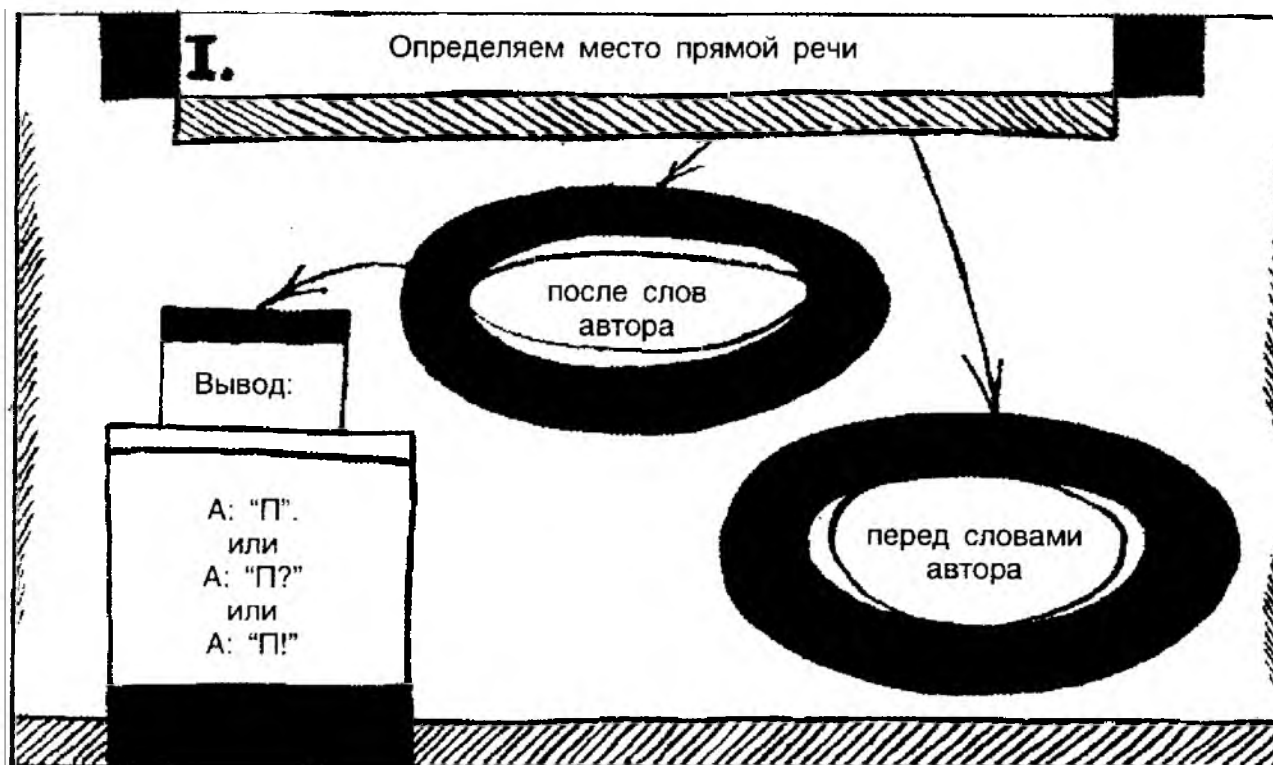 I.
Определяем место прямой речи
после слов
автора
Вывод:
перед словами
автора
А: “П”.
или
А: “П?”
или
А: “П!”